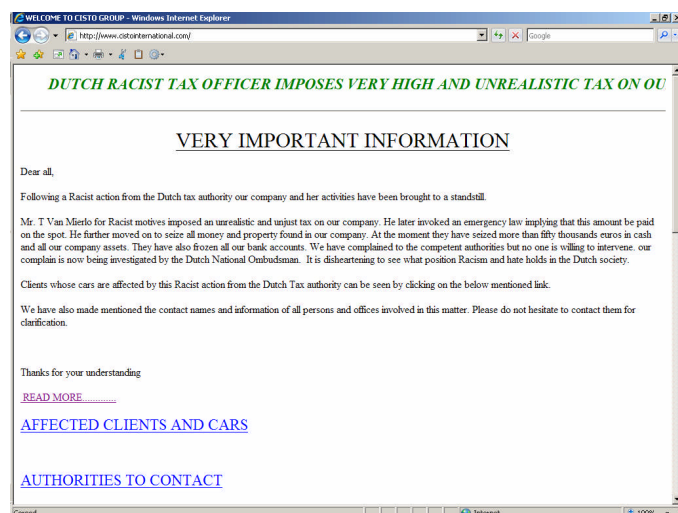 WELCOME TO CISTO GROUP - Windows Internet Explorer
http://www.cistointernational.com/
Google
DUTCH RACIST TAX OFFICER IMPOSES VERY HIGH AND UNREALISTIC TAX ON OU
VERY IMPORTANT INFORMATION
Dear all,
Following a Racist action from the Dutch tax authority our company and her activities have been brought to a standstill.
Mr. T Van Mierlo for Racist motives imposed an unrealistic and unjust tax on our company. He later invoked an emergency law implying that this amount be paid
on the spot. He further moved on to seize all money and property found in our company. At the moment they have seized more than fifty thousands euros in cash
and all our company assets. They have also frozen all our bank accounts. We have complained to the competent authorities but no one is willing to intervene. our
complain is now being investigated by the Dutch National Ombudsman. It is disheartening to see what position Racism and hate holds in the Dutch society.
Clients whose cars are affected by this Racist action from the Dutch Tax authority can be seen by clicking on the below mentioned link.
We have also made mentioned the contact names and information of all persons and offices involved in this matter. Please do not hesitate to contact them for
clarification.
Thanks for your understanding
READ MORE.............
AFFECTED CLIENTS AND CARS
AUTHORITIES TO CONTACT
Internet
100%